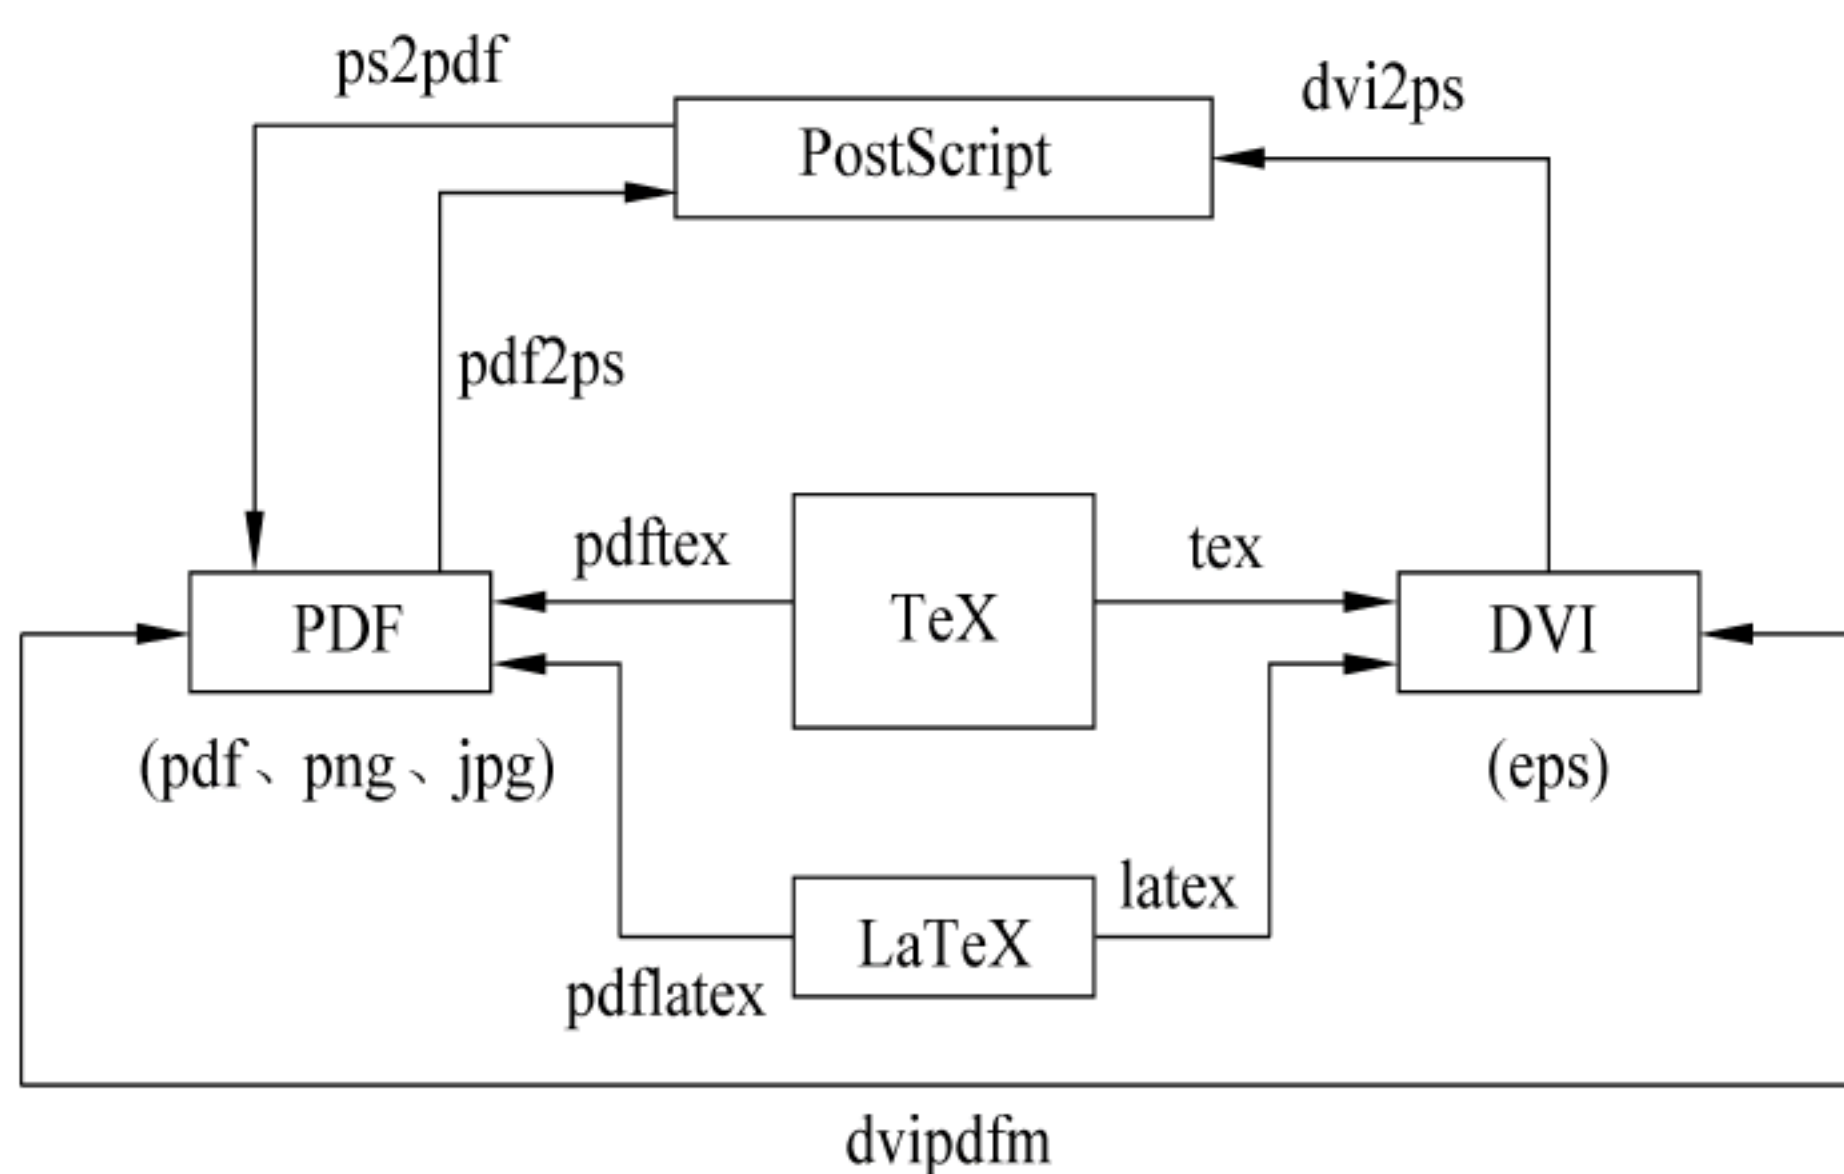 ps2pdf
dvi2ps
PostScript
pdf2ps
pdftex
tex
TeX
PDF
DVI
(pdf、png、jpg)
(eps)
latex
LaTeX
pdflatex
dvipdfm